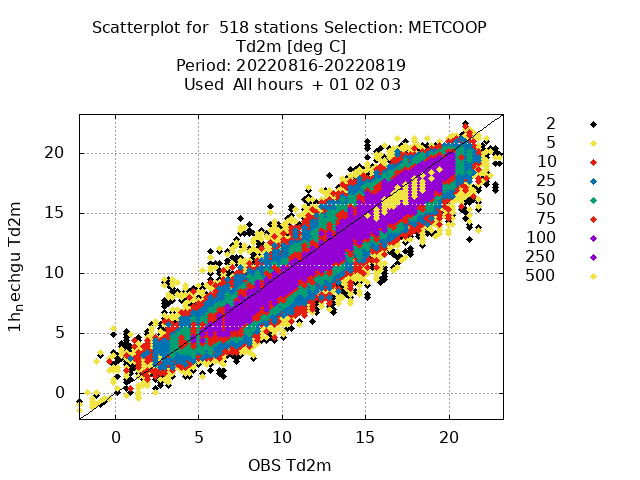 Scatterplot for  518 stations Selection: METCOOP
Td2m [deg C]
Period: 20220816-20220819
Used  All hours  + 01 02 03
2
5
10
25
50
75
100
250
500
20
15
10
5
0
1hnechgu Td2m
0 5 10 15 20
OBS Td2m